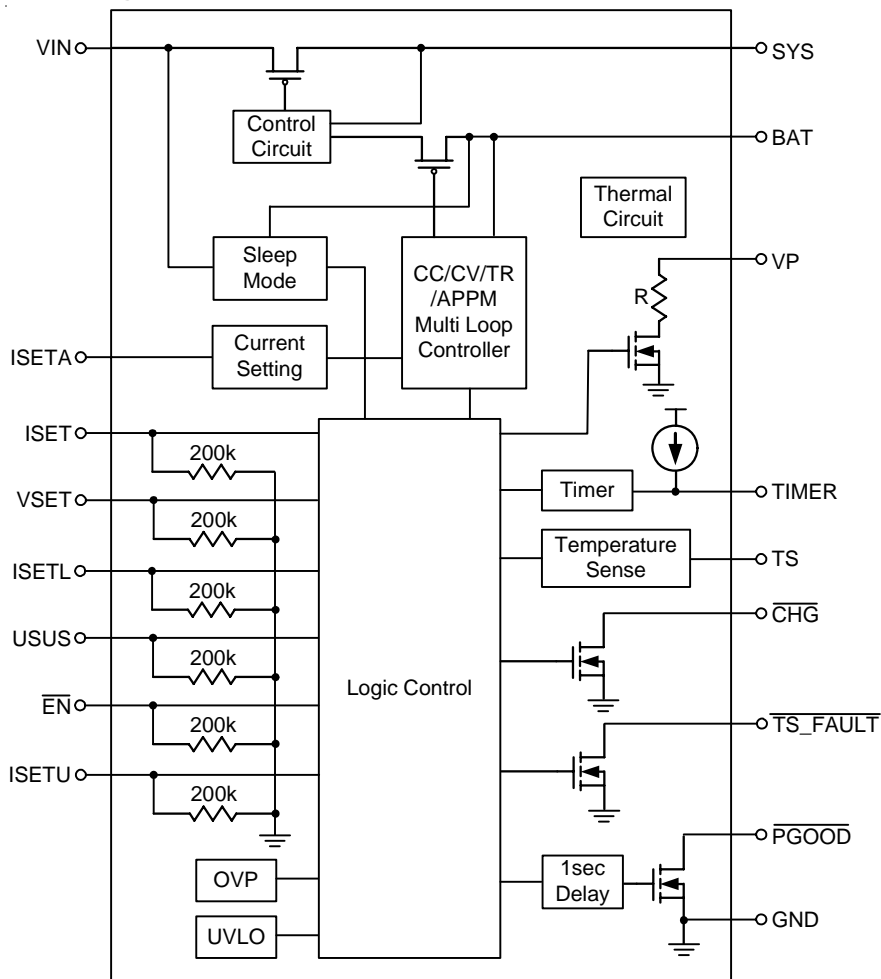 VIN
SYS
Control
Circuit
BAT
Thermal
Circuit
Sleep
Mode
CC/CV/TR
/APPM
Multi Loop
Controller
VP
R
ISETA
Current
Setting
ISET
200k
VSET
200k
ISETL
200k
USUS
200k
EN
200k
ISETU
200k
OVP
UVLO
Logic Control
Timer
TIMER
Temperature
Sense
TS
CHG
TS_FAULT
PGOOD
1sec
Delay
GND